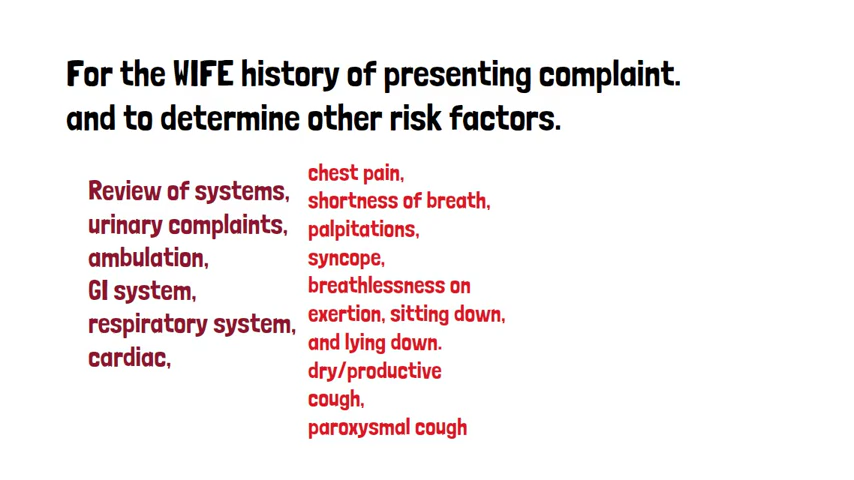 For the WIFE history of presenting complaint.
and to determine other risk factors.
Review of systems,
urinary complaints,
ambulation,
GI system,
respiratory system,
cardiac,
chest pain,
shortness of breath,
palpitations,
syncope,
breathlessness on
exertion, sitting down,
and lying down.
dry/productive
cough,
paroxysmal cough